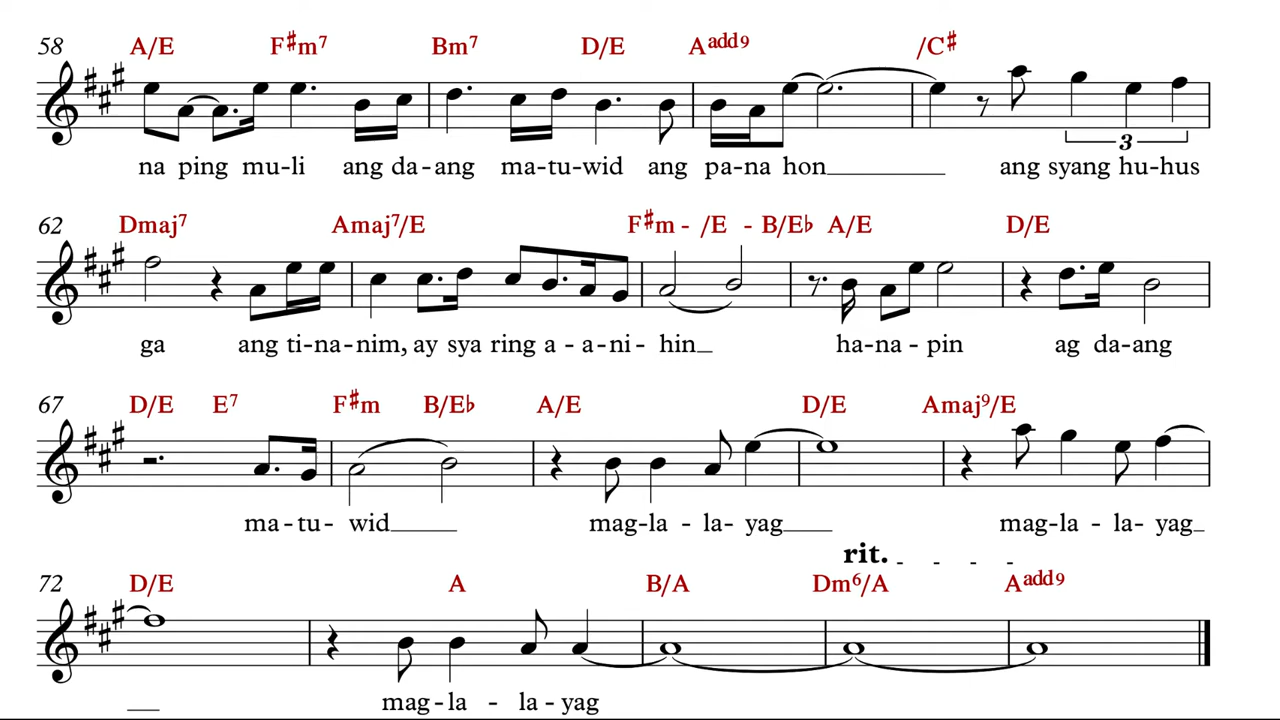 58 A/E F♯m7 Bm7 D/E Aadd9 /C♯
3
na ping mu-li ang da-ang ma-tu-wid ang pa-na hon ang syang hu-hus
62 Dmaj7 Amaj7/E F♯m - /E - B/E♭ A/E D/E
ga ang ti-na-nim, ay sya ring a-a-ni-hin ha-na-pin ag da-ang
67 D/E E7 F♯m B/E♭ A/E D/E Amaj9/E
ma-tu-wid mag-la-la-yag mag-la-la-yag
rit. - - - -
72 D/E A B/A Dm6/A Aadd9
mag-la-la-yag